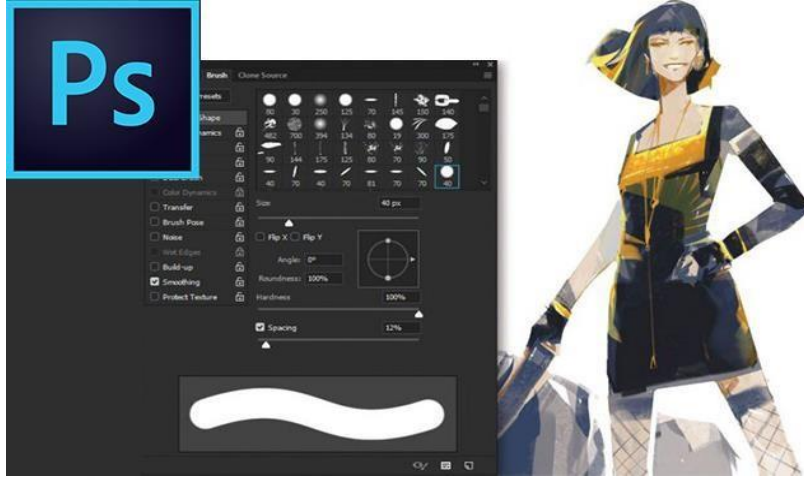 Ps
Brush Clone Source
80 30 250 125 70 145 150 140
482 700 394 134 80 19 300 175
90 144 175 125 80 70 90 50
40 70 40 70 81 70 70 40
Color Dynamics
Transfer
Brush Pose
Noise
Wet Edges
Build-up
Smoothing
Protect Texture
Size 40 px
Flip X Flip Y
Angle: 0°
Roundness: 100%
Hardness 100%
Spacing 12%